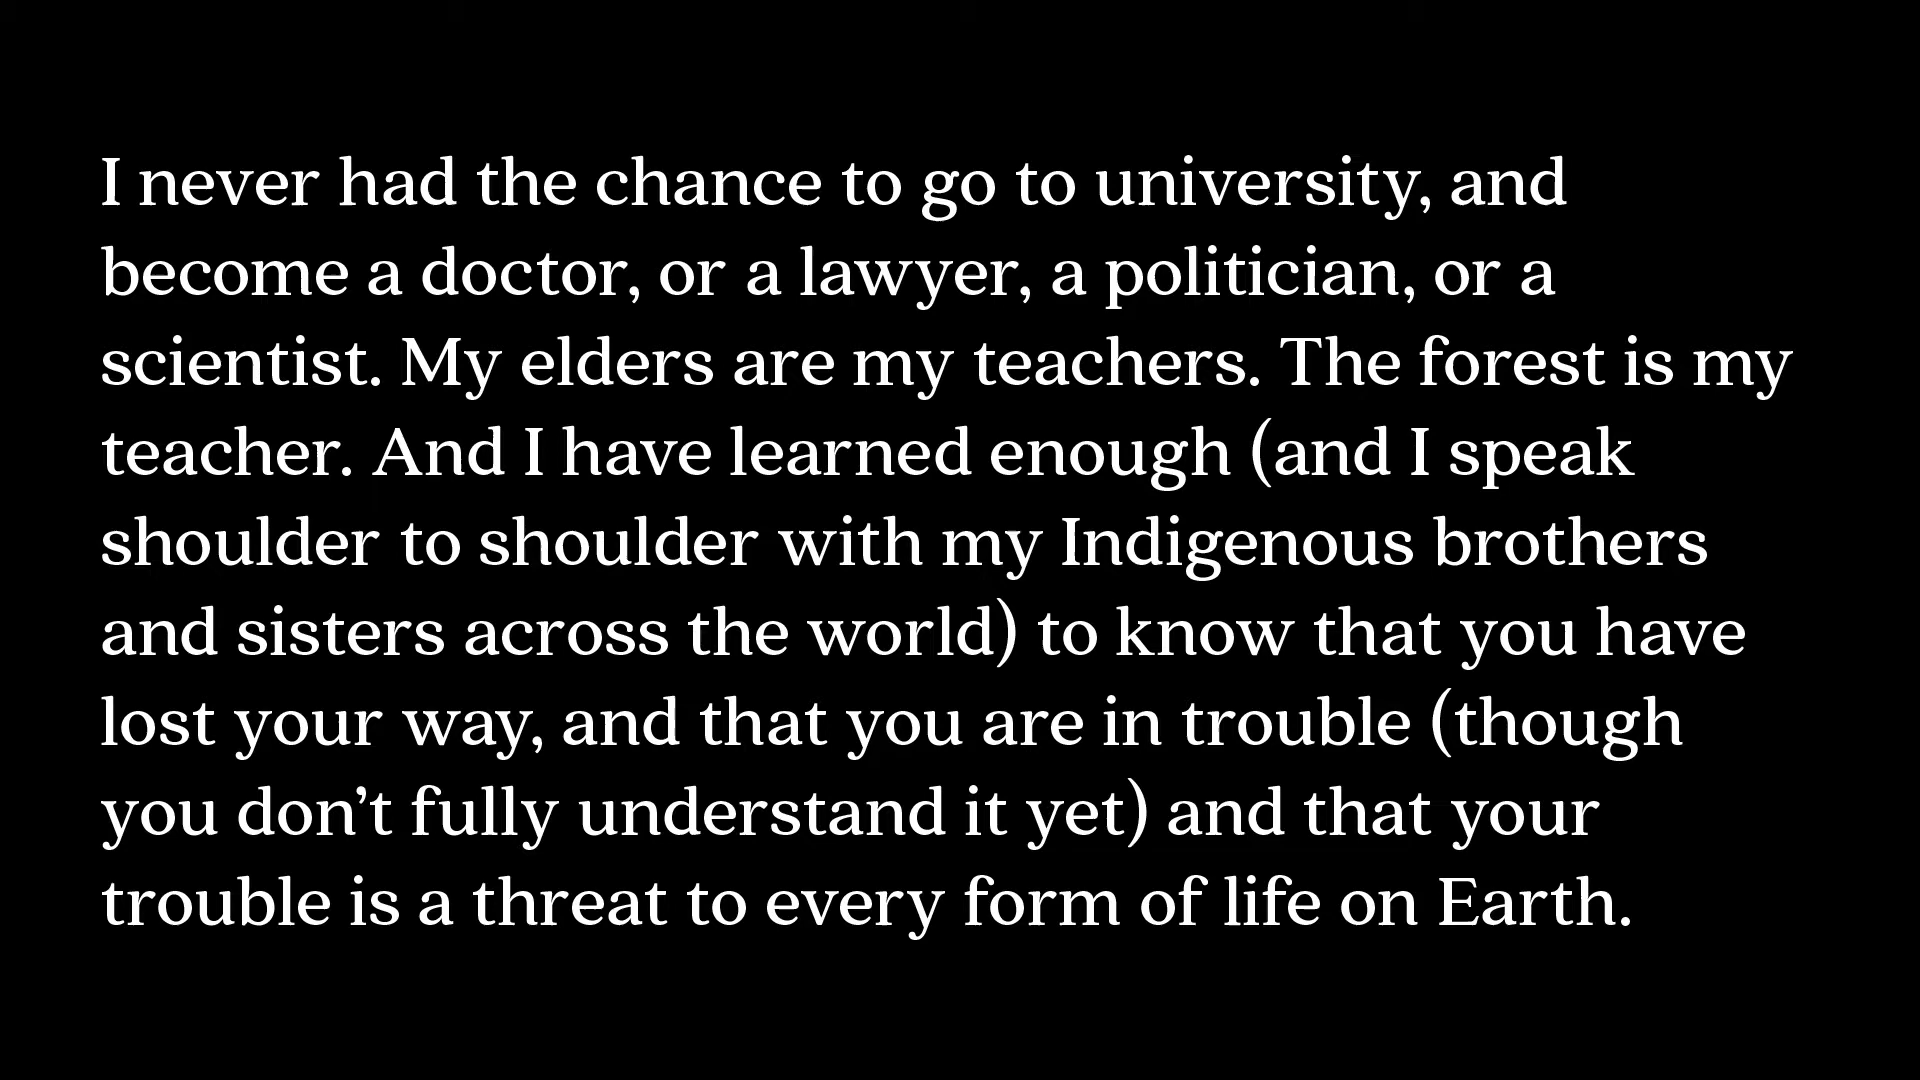 I never had the chance to go to university, and
become a doctor, or a lawyer, a politician, or a
scientist. My elders are my teachers. The forest is my
teacher. And I have learned enough (and I speak
shoulder to shoulder with my Indigenous brothers
and sisters across the world) to know that you have
lost your way, and that you are in trouble (though
you don’t fully understand it yet) and that your
trouble is a threat to every form of life on Earth.